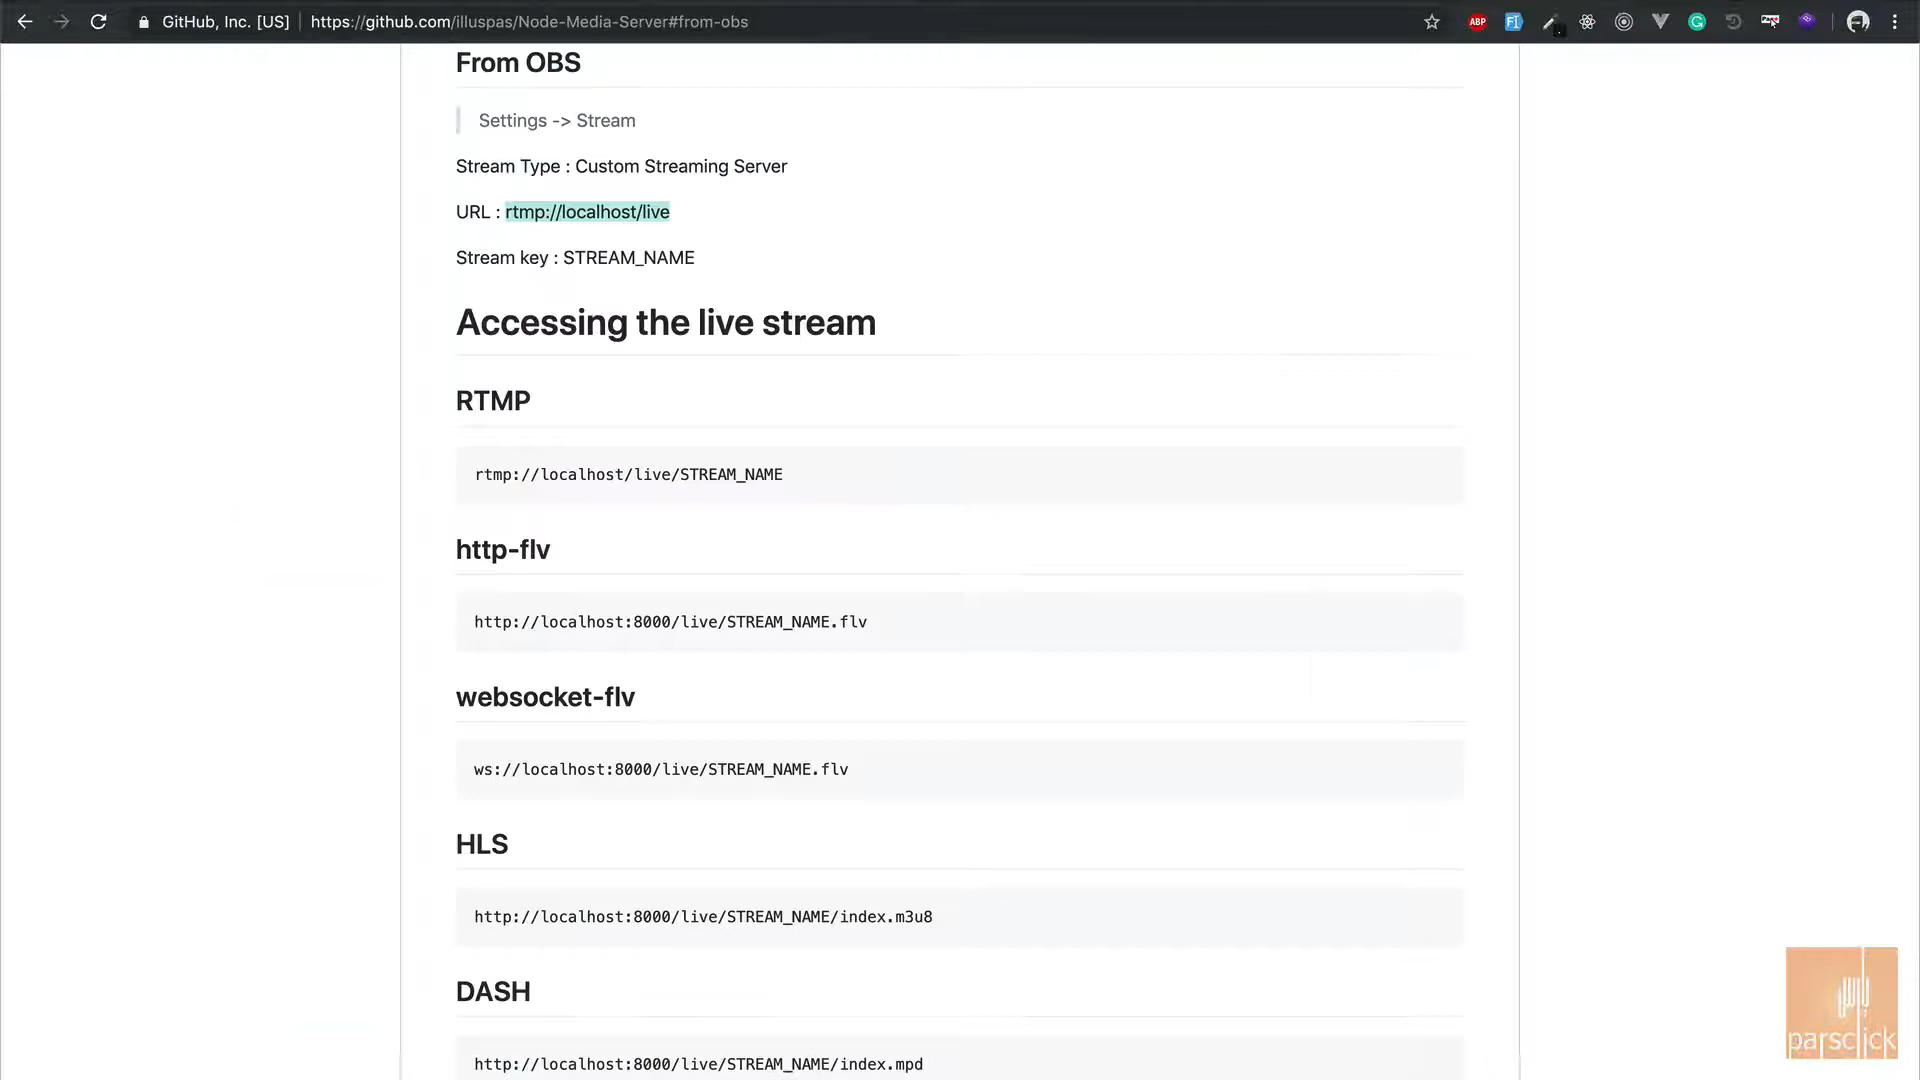 GitHub, Inc. [US]
https://github.com/illuspas/Node-Media-Server#from-obs
ABP
From OBS
Settings -> Stream
Stream Type : Custom Streaming Server
URL : rtmp://localhost/live
Stream key : STREAM_NAME
Accessing the live stream
RTMP
rtmp://localhost/live/STREAM_NAME
http-flv
http://localhost:8000/live/STREAM_NAME.flv
websocket-flv
ws://localhost:8000/live/STREAM_NAME.flv
HLS
http://localhost:8000/live/STREAM_NAME/index.m3u8
DASH
http://localhost:8000/live/STREAM_NAME/index.mpd
parsclick